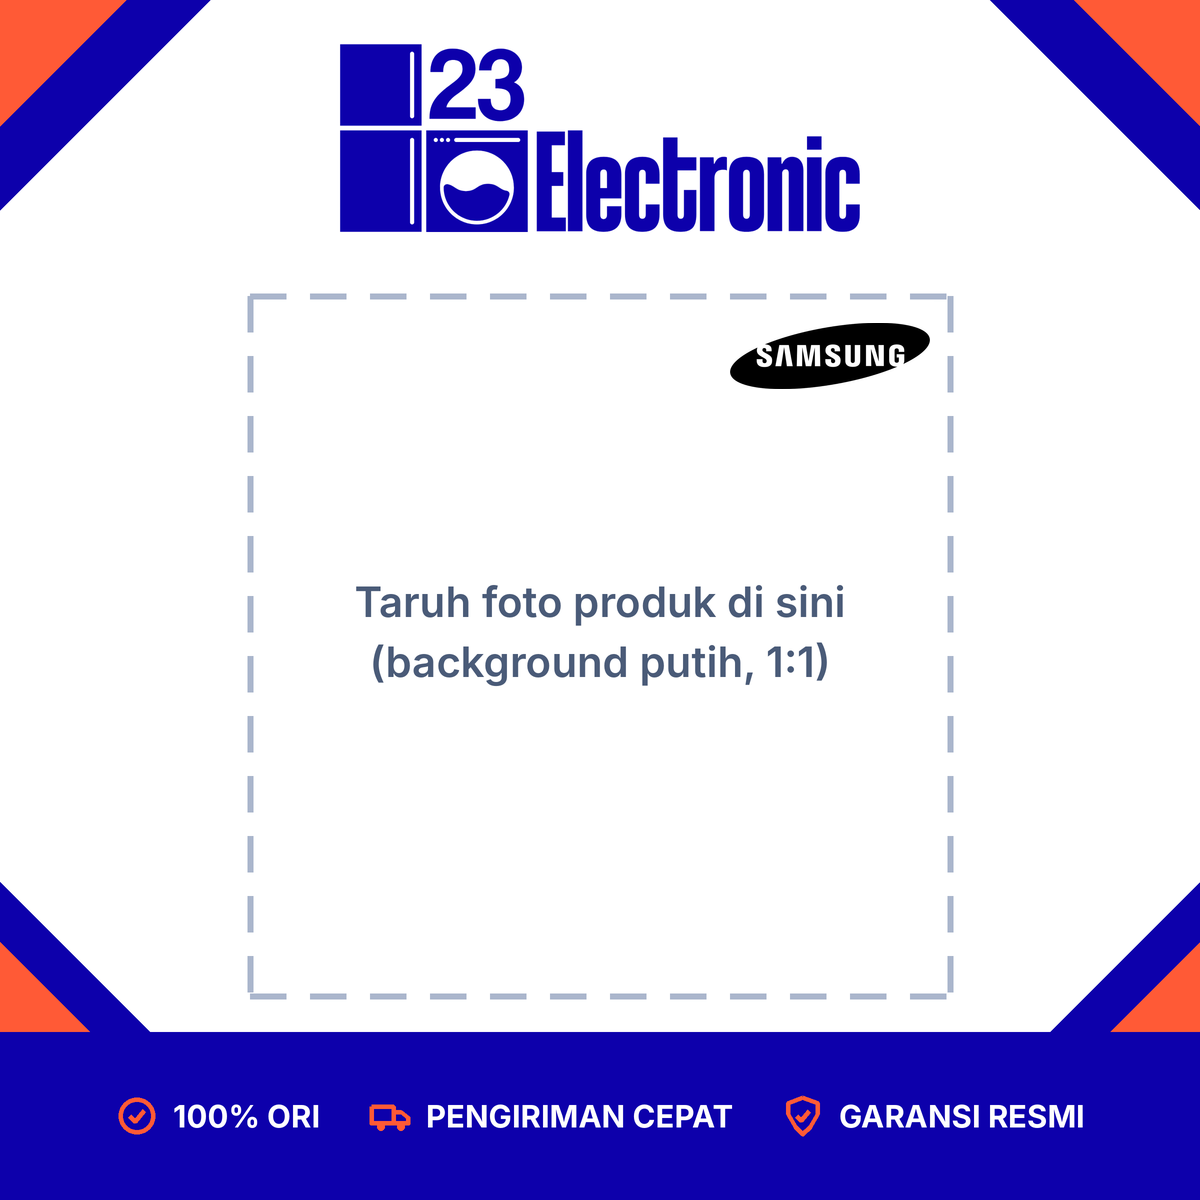 23
Electronic
SAMSUNG
Taruh foto produk di sini
(background putih, 1:1)
100% ORI
PENGIRIMAN CEPAT
GARANSI RESMI